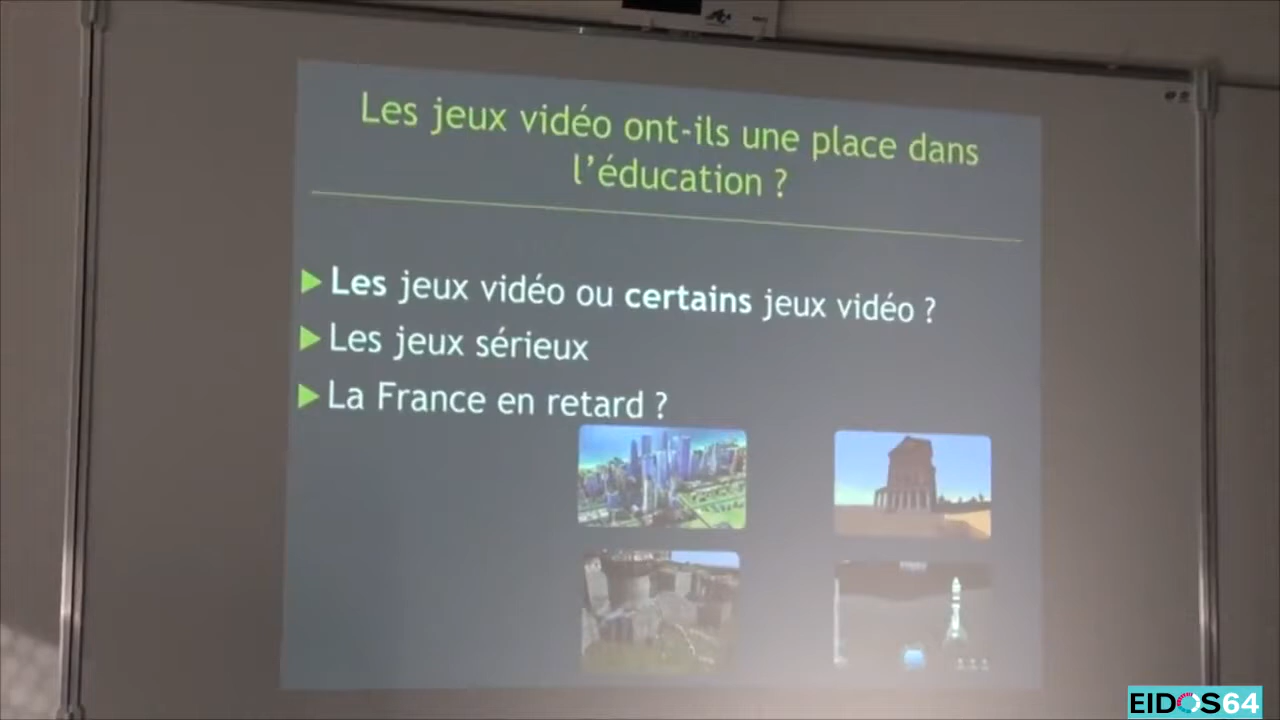 Les jeux vidéo ont-ils une place dans
l'éducation ?
Les jeux vidéo ou certains jeux vidéo ?
Les jeux sérieux
La France en retard ?
EIDOS64